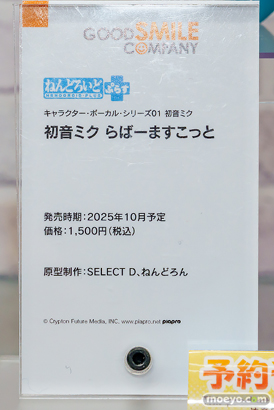 GOOD SMILE
COMPANY
ねんどろいど ぷらす
NENDOROID PLUS
キャラクター・ボーカル・シリーズ01 初音ミク
初音ミク らばーますこっと
発売時期：2025年10月予定
価格：1,500円（税込）
原型制作：SELECT D、ねんどろん
© Crypton Future Media, INC. www.piapro.net piapro
予約
moeyo.com